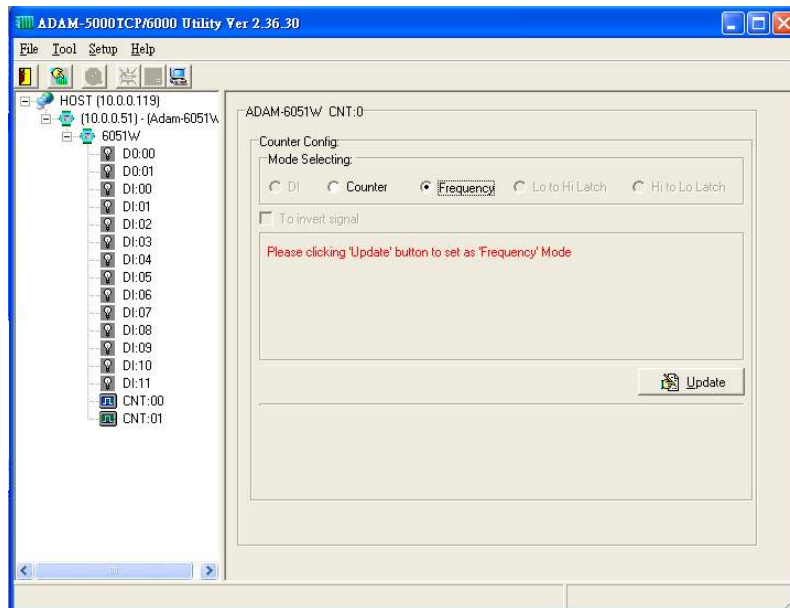 ADAM-5000TCP/6000 Utility Ver 2.36.30
File Tool Setup Help
HOST (10.0.0.119)
(10.0.0.51) - (Adam-6051W
6051W
D0:00
D0:01
DI:00
DI:01
DI:02
DI:03
DI:04
DI:05
DI:06
DI:07
DI:08
DI:09
DI:10
DI:11
CNT:00
CNT:01
ADAM-6051W CNT:0
Counter Config:
Mode Selecting:
DI Counter Frequency Lo to Hi Latch Hi to Lo Latch
To invert signal
Please clicking 'Update' button to set as 'Frequency' Mode
Update